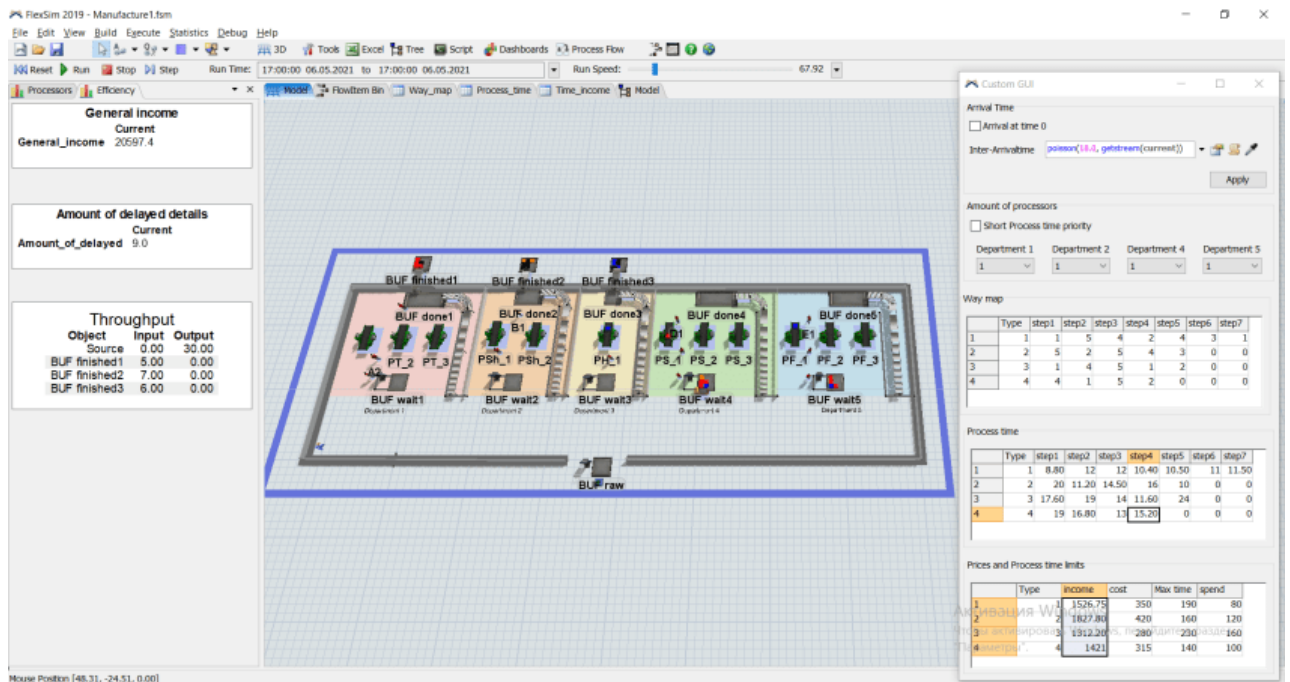 FlexSim 2019 - Manufacture1.fsm
File Edit View Build Execute Statistics Debug Help
3D Tools Excel Tree Script Dashboards Process Flow
Reset Run Stop Step Run Time: 17:00:00 06.05.2021 to 17:00:00 06.05.2021 Run Speed: 67.92
Processors Efficiency
Model FlowItem Bin Way_map Process_time Time_income Model
General income
Current
General_income 20597.4
Amount of delayed details
Current
Amount_of_delayed 9.0
Throughput
Object Input Output
Source 0.00 30.00
BUF finished1 5.00 0.00
BUF finished2 7.00 0.00
BUF finished3 6.00 0.00
BUF finished1 BUF finished2 BUF finished3
BUF done1 BUF done2 BUF done3 BUF done4 BUF done5
B1 E1
PT_2 PT_3 PSh_1 PSh_2 PH_1 PS_1 PS_2 PS_3 PF_1 PF_2 PF_3
A2
BUF wait1 BUF wait2 BUF wait3 BUF wait4 BUF wait5
Department 1 Department 2 Department 3 Department 4 Department 5
BUF raw
Custom GUI
Arrival Time
Arrival at time 0
Inter-Arrivaltime poisson(18.0, getstream(current))
Apply
Amount of processors
Short Process time priority
Department 1 Department 2 Department 4 Department 5
1 1 1 1
Way map
Type step1 step2 step3 step4 step5 step6 step7
1 1 1 5 4 2 4 3 1
2 2 5 2 5 4 3 0 0
3 3 1 4 5 1 2 0 0
4 4 4 1 5 2 0 0 0
Process time
Type step1 step2 step3 step4 step5 step6 step7
1 1 8.80 12 12 10.40 10.50 11 11.50
2 2 20 11.20 14.50 16 10 0 0
3 3 17.60 19 14 11.60 24 0 0
4 4 19 16.80 13 15.20 0 0 0
Prices and Process time limits
Type income cost Max time spend
1 1 1526.75 350 190 80
2 2 1827.80 420 160 120
3 3 1312.20 280 230 160
4 4 1421 315 140 100
Активация Windows
Чтобы активировать
"Параметры".
Mouse Position [48.31, -24.51, 0.00]